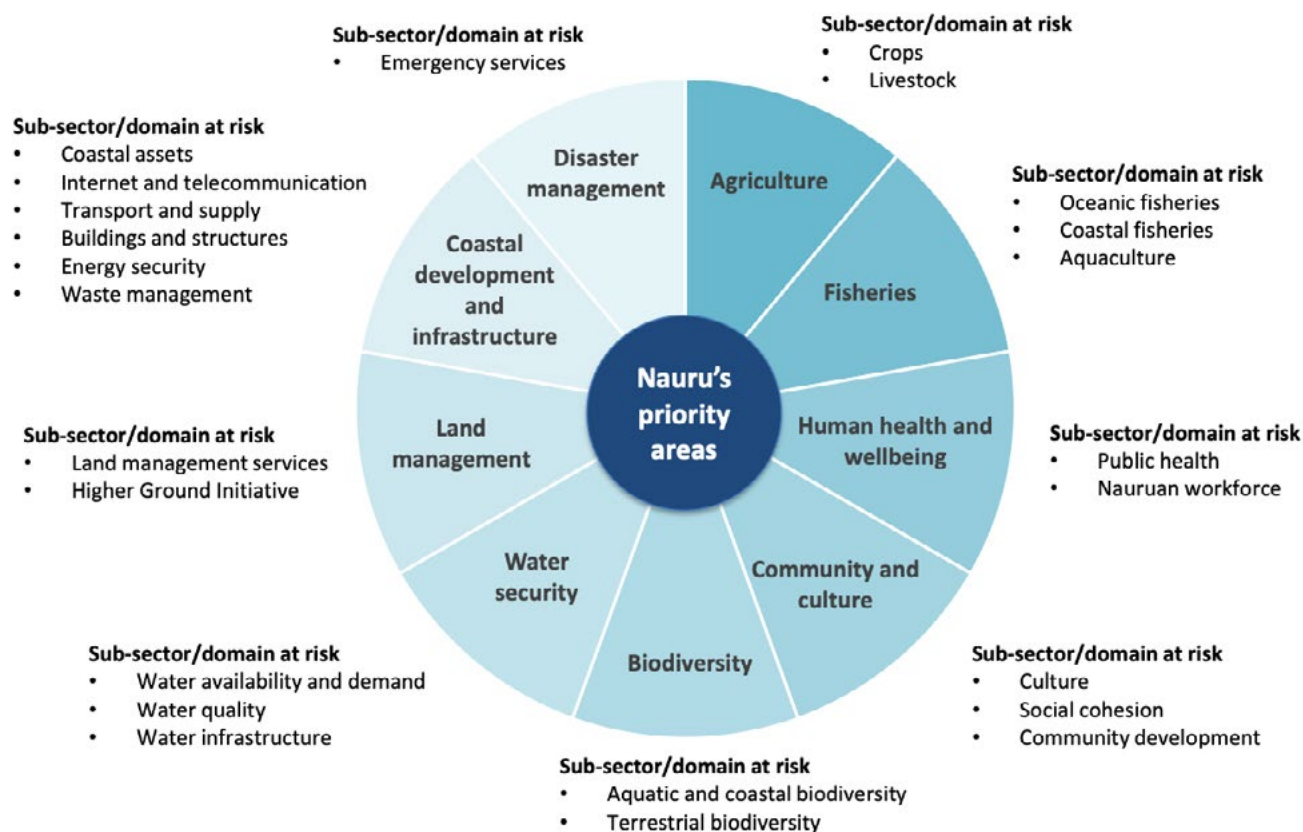 Sub-sector/domain at risk
• Emergency services
Sub-sector/domain at risk
• Crops
• Livestock
Sub-sector/domain at risk
• Coastal assets
• Internet and telecommunication
• Transport and supply
• Buildings and structures
• Energy security
• Waste management
Sub-sector/domain at risk
• Oceanic fisheries
• Coastal fisheries
• Aquaculture
Disaster
management
Agriculture
Coastal
development
and
infrastructure
Fisheries
Nauru's
priority
areas
Land
management
Human health and
wellbeing
Sub-sector/domain at risk
• Land management services
• Higher Ground Initiative
Sub-sector/domain at risk
• Public health
• Nauruan workforce
Water
security
Community and
culture
Biodiversity
Sub-sector/domain at risk
• Water availability and demand
• Water quality
• Water infrastructure
Sub-sector/domain at risk
• Culture
• Social cohesion
• Community development
Sub-sector/domain at risk
• Aquatic and coastal biodiversity
• Terrestrial biodiversity